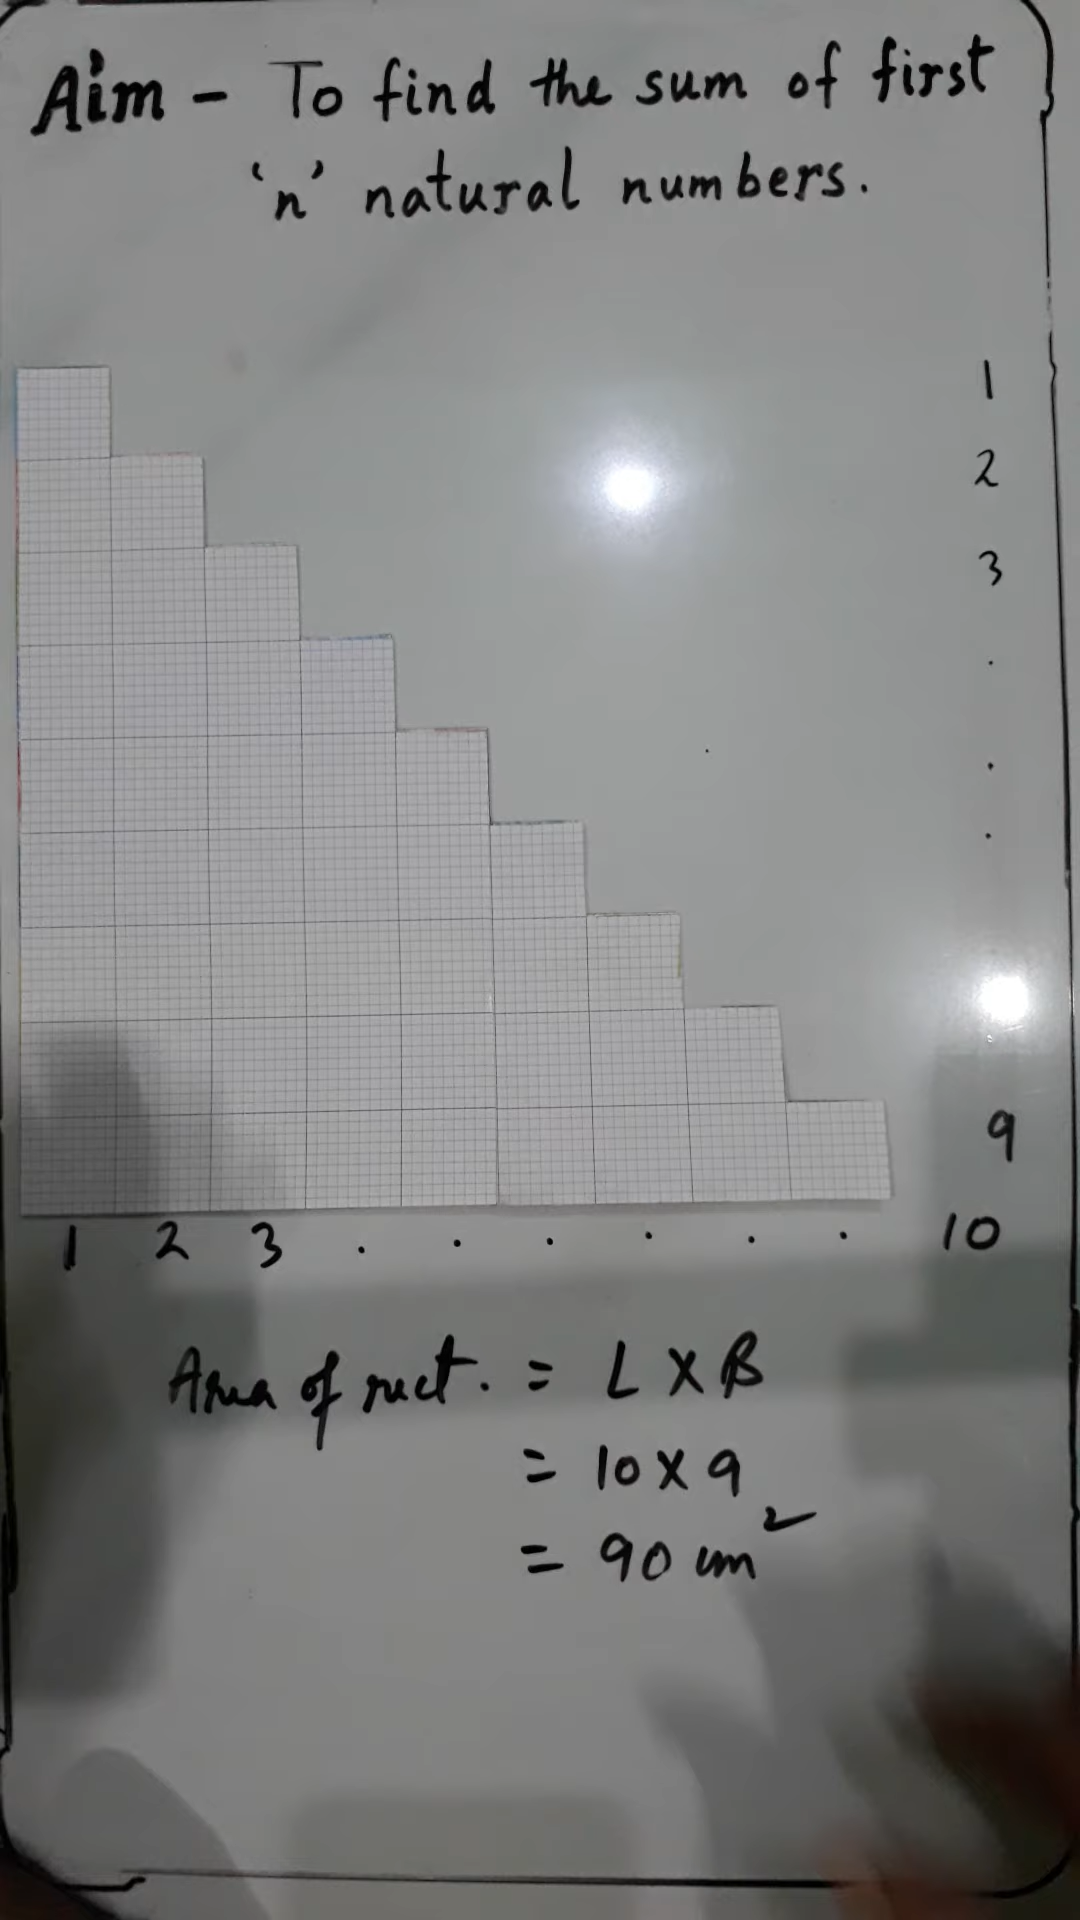 Aim - To find the sum of first
'n' natural numbers.
1
2
3
.
.
.
9
1 2 3 . . . . . . 10
Area of rect. = L X B
= 10 X 9
= 90 cm²